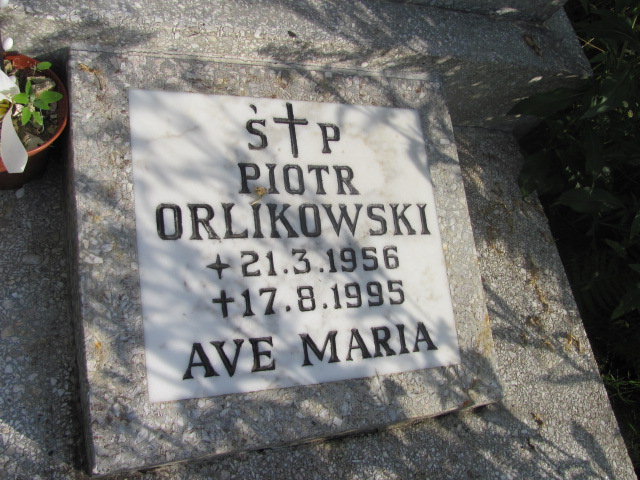 Ś✝P
PIOTR
ORLIKOWSKI
+21.3.1956
✝17.8.1995
AVE MARIA